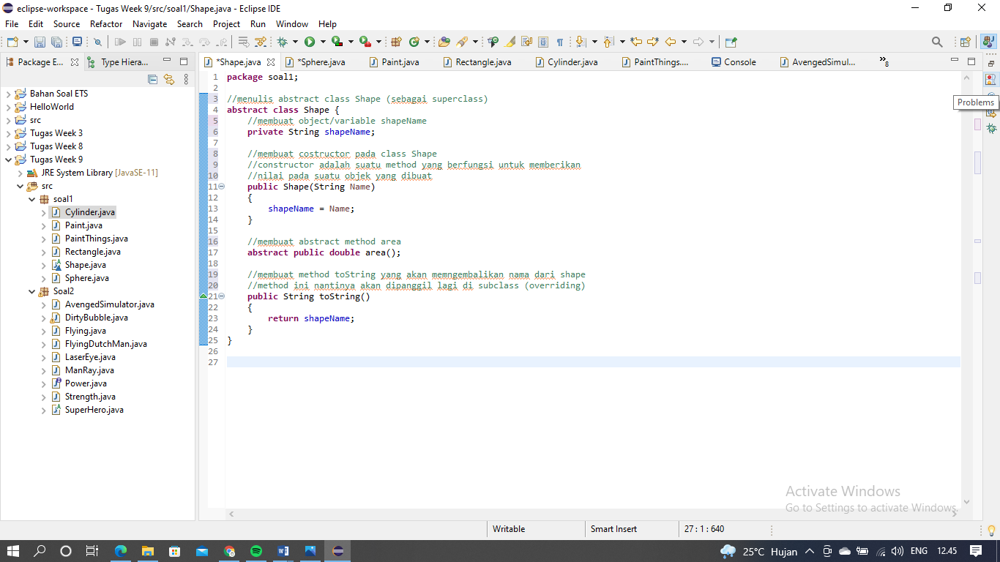 eclipse-workspace - Tugas Week 9/src/soal1/Shape.java - Eclipse IDE
File Edit Source Refactor Navigate Search Project Run Window Help
Package E... Type Hiera... *Shape.java *Sphere.java Paint.java Rectangle.java Cylinder.java PaintThings.... Console AvengedSimul... »8
Problems
Bahan Soal ETS
HelloWorld
src
Tugas Week 3
Tugas Week 8
Tugas Week 9
JRE System Library [JavaSE-11]
src
soal1
Cylinder.java
Paint.java
PaintThings.java
Rectangle.java
Shape.java
Sphere.java
Soal2
AvengedSimulator.java
DirtyBubble.java
Flying.java
FlyingDutchMan.java
LaserEye.java
ManRay.java
Power.java
Strength.java
SuperHero.java
1 package soal1;
2
3 //menulis abstract class Shape (sebagai superclass)
4 abstract class Shape {
5 //membuat object/variable shapeName
6 private String shapeName;
7
8 //membuat costructor pada class Shape
9 //constructor adalah suatu method yang berfungsi untuk memberikan
10 //nilai pada suatu objek yang dibuat
11 public Shape(String Name)
12 {
13 shapeName = Name;
14 }
15
16 //membuat abstract method area
17 abstract public double area();
18
19 //membuat method toString yang akan memngembalikan nama dari shape
20 //method ini nantinya akan dipanggil lagi di subclass (overriding)
21 public String toString()
22 {
23 return shapeName;
24 }
25 }
26
27
Activate Windows
Go to Settings to activate Windows.
Writable Smart Insert 27 : 1 : 640
25°C Hujan ENG 12.45